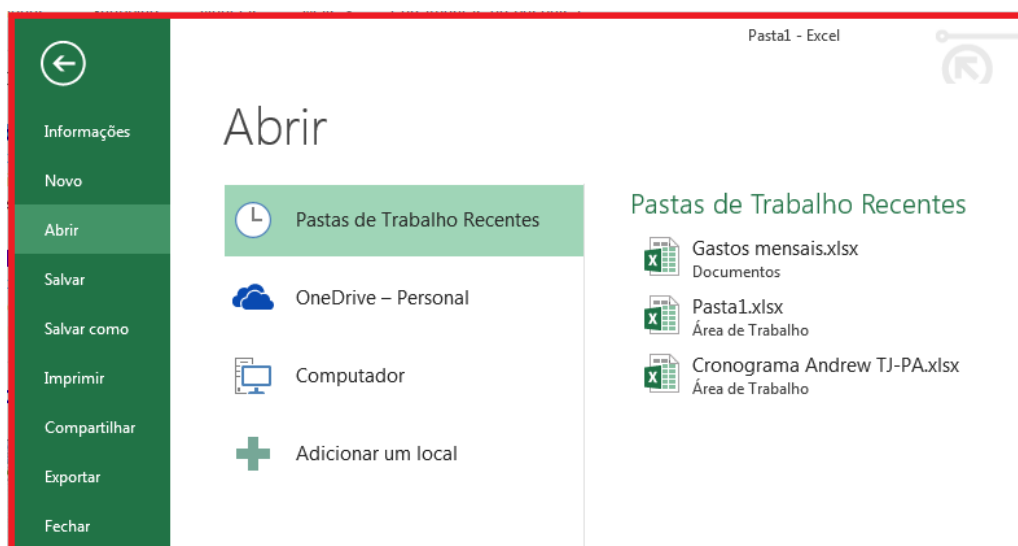 Pasta1 - Excel
Informações
Novo
Abrir
Salvar
Salvar como
Imprimir
Compartilhar
Exportar
Fechar
Abrir
Pastas de Trabalho Recentes
OneDrive – Personal
Computador
Adicionar um local
Pastas de Trabalho Recentes
Gastos mensais.xlsx
Documentos
Pasta1.xlsx
Área de Trabalho
Cronograma Andrew TJ-PA.xlsx
Área de Trabalho